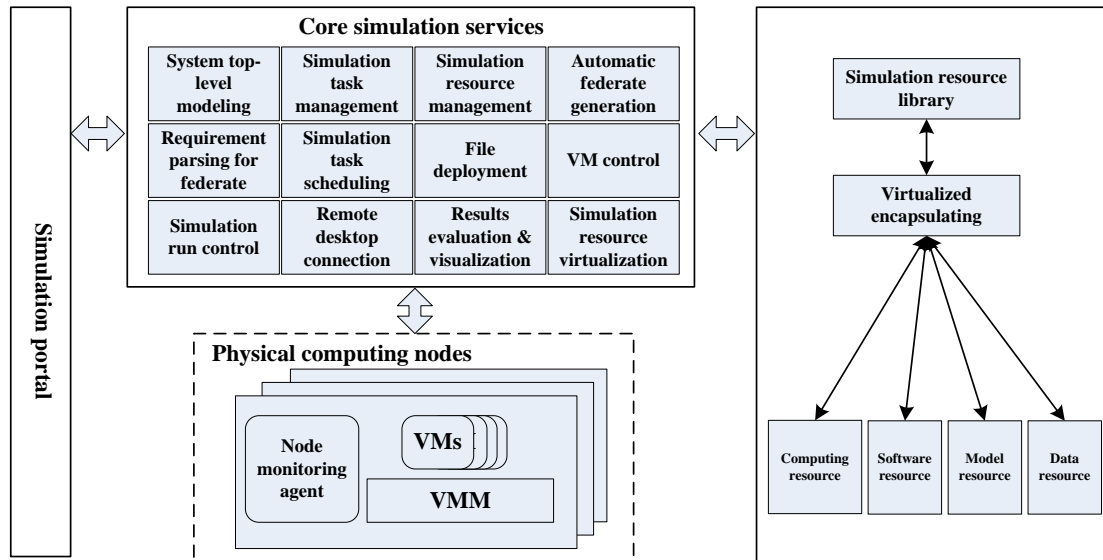 Simulation portal
Core simulation services
System top-
level
modeling
Simulation
task
management
Simulation
resource
management
Automatic
federate
generation
Requirement
parsing for
federate
Simulation
task
scheduling
File
deployment
VM control
Simulation
run control
Remote
desktop
connection
Results
evaluation &
visualization
Simulation
resource
virtualization
Physical computing nodes
Node
monitoring
agent
VMs
VMM
Simulation resource
library
Virtualized
encapsulating
Computing
resource
Software
resource
Model
resource
Data
resource